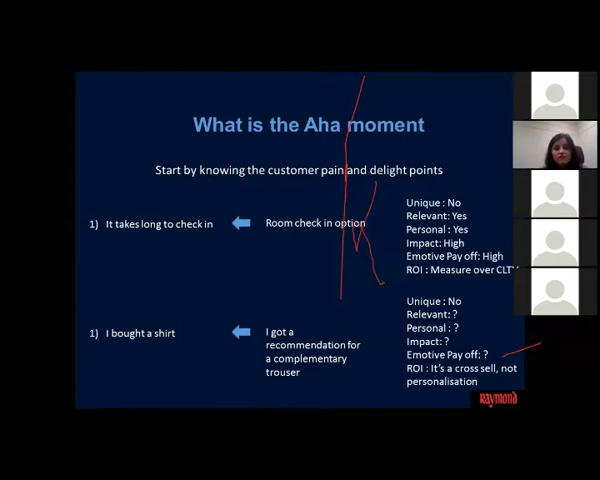 What is the Aha moment
Start by knowing the customer pain and delight points
1) It takes long to check in
Room check in option
Unique : No
Relevant: Yes
Personal : Yes
Impact: High
Emotive Pay off: High
ROI : Measure over CLTV
1) I bought a shirt
I got a
recommendation for
a complementary
trouser
Unique : No
Relevant: ?
Personal : ?
Impact: ?
Emotive Pay off: ?
ROI : It's a cross sell, not
personalisation
Raymond